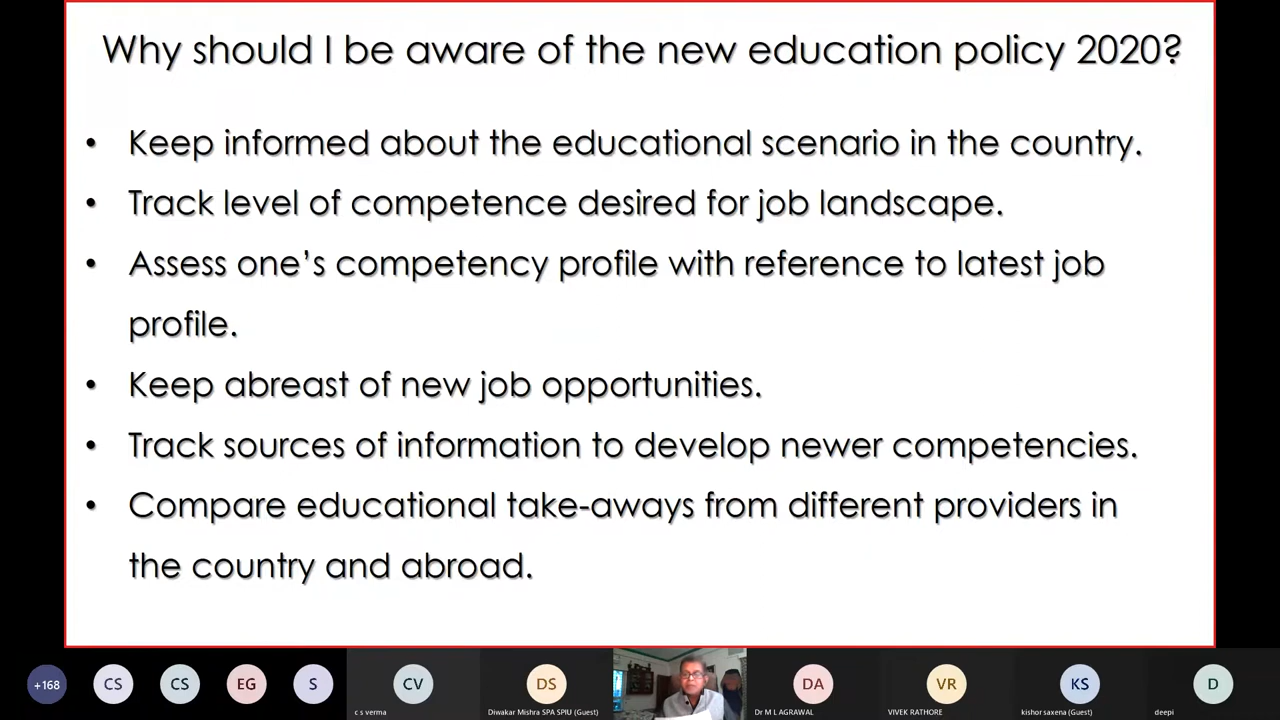 Why should I be aware of the new education policy 2020?
• Keep informed about the educational scenario in the country.
• Track level of competence desired for job landscape.
• Assess one’s competency profile with reference to latest job
profile.
• Keep abreast of new job opportunities.
• Track sources of information to develop newer competencies.
• Compare educational take-aways from different providers in
the country and abroad.
+168 CS CS EG S CV DS DA VR KS D
c s verma Diwakar Mishra SPA SPIU (Guest) Dr M L AGRAWAL VIVEK RATHORE kishor saxena (Guest) deepi